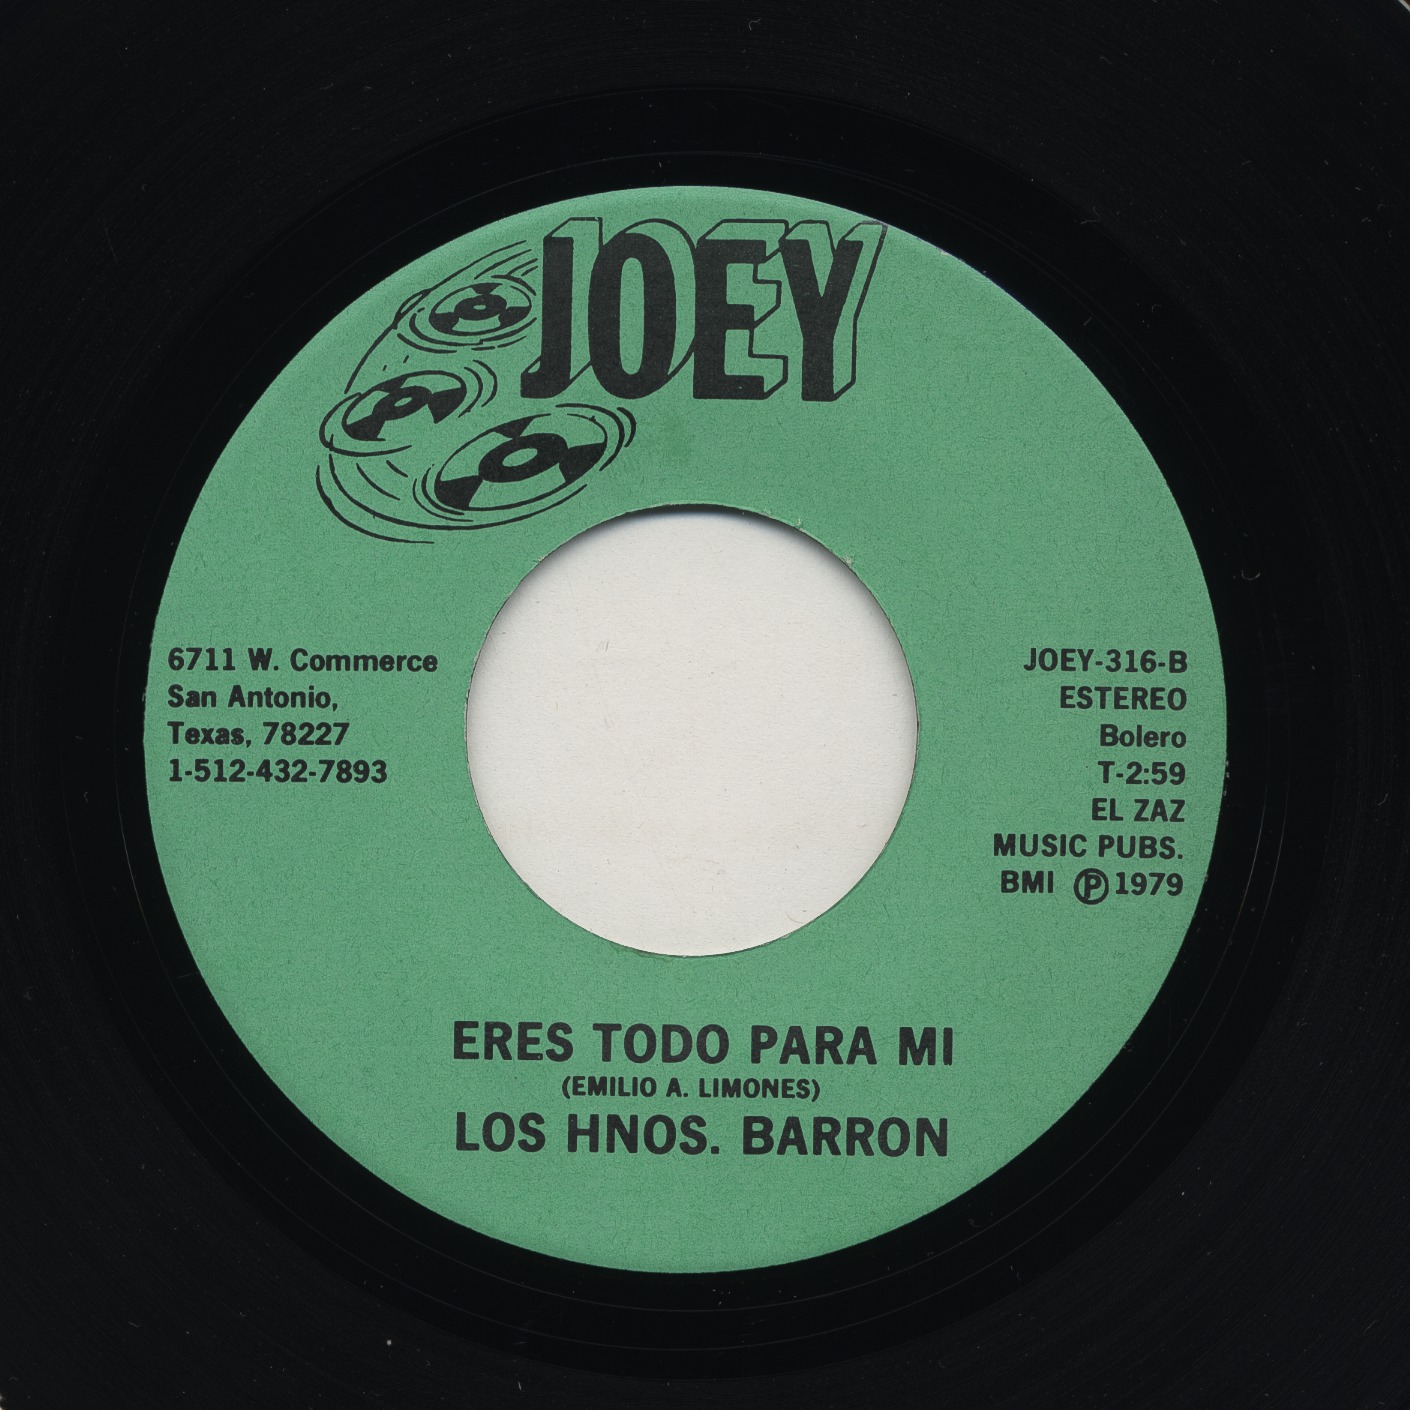 JOEY
6711 W. Commerce
San Antonio,
Texas, 78227
1-512-432-7893
JOEY-316-B
ESTEREO
Bolero
T-2:59
EL ZAZ
MUSIC PUBS.
BMI Ⓟ1979
ERES TODO PARA MI
(EMILIO A. LIMONES)
LOS HNOS. BARRON